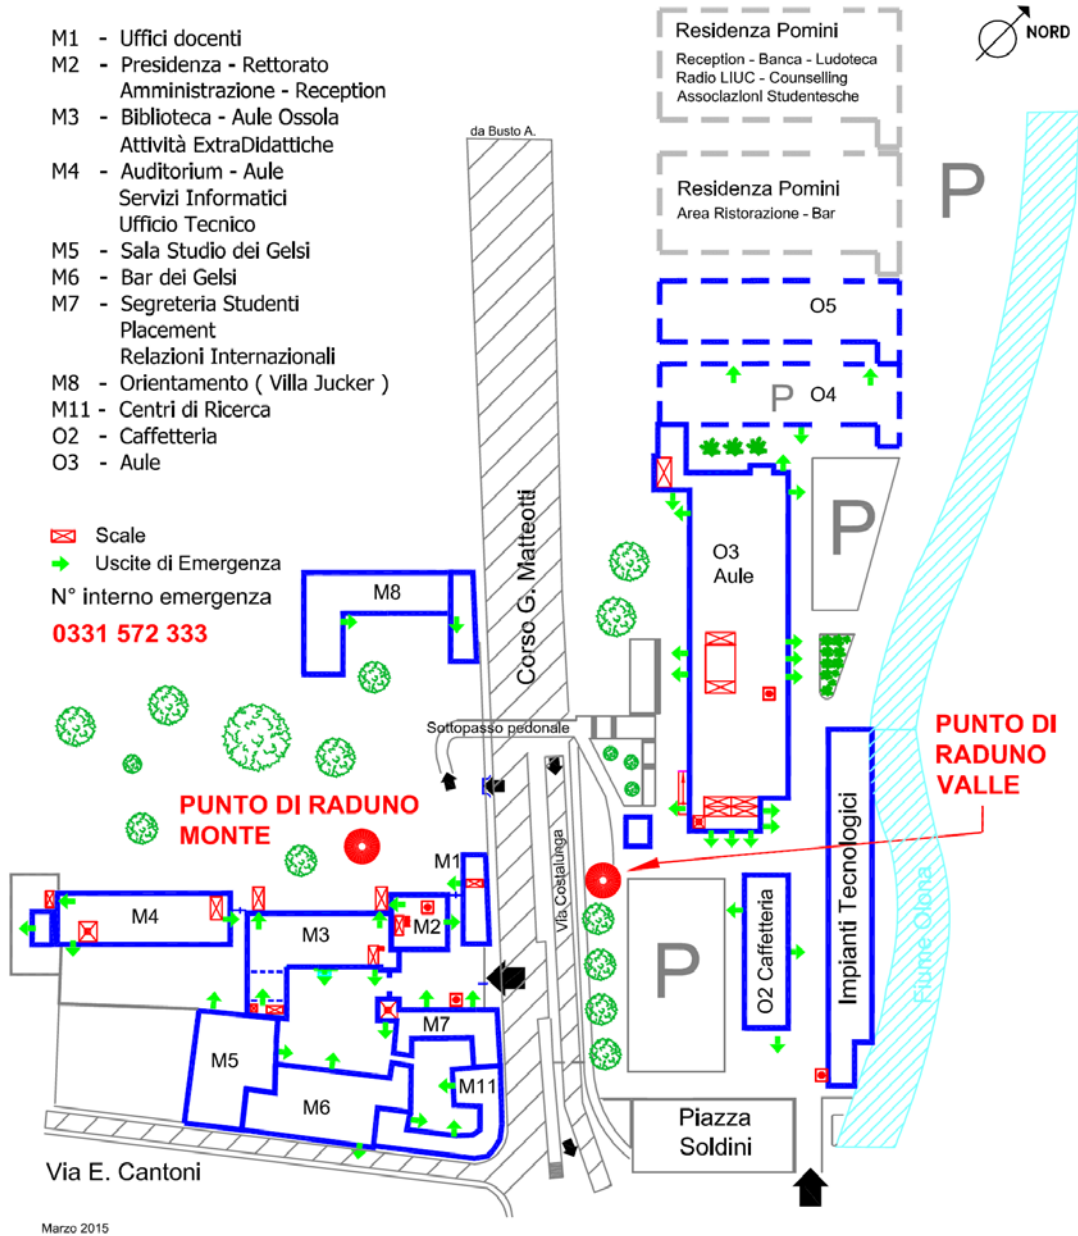 M1 - Uffici docenti
M2 - Presidenza - Rettorato
Amministrazione - Reception
M3 - Biblioteca - Aule Ossola
Attività ExtraDidattiche
M4 - Auditorium - Aule
Servizi Informatici
Ufficio Tecnico
M5 - Sala Studio dei Gelsi
M6 - Bar dei Gelsi
M7 - Segreteria Studenti
Placement
Relazioni Internazionali
M8 - Orientamento ( Villa Jucker )
M11 - Centri di Ricerca
O2 - Caffetteria
O3 - Aule
Scale
Uscite di Emergenza
N° interno emergenza
0331 572 333
NORD
Residenza Pomini
Reception - Banca - Ludoteca
Radio LIUC - Counselling
Associazioni Studentesche
da Busto A.
Residenza Pomini
Area Ristorazione - Bar
P
O5
O4
P
P
O3
Aule
Corso G. Matteotti
M8
Sottopasso pedonale
PUNTO DI
RADUNO
VALLE
PUNTO DI RADUNO
MONTE
Via Costalunga
M1
M2
M3
M4
M5
M6
M7
M11
P
O2 Caffetteria
Impianti Tecnologici
Fiume Olona
Piazza
Soldini
Via E. Cantoni
Marzo 2015